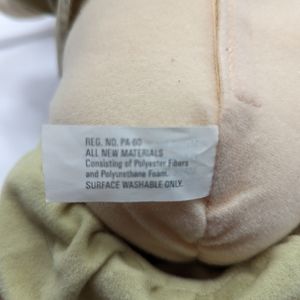 REG. NO. PA-60
ALL NEW MATERIALS
Consisting of Polyester Fibers
and Polyurethane Foam.
SURFACE WASHABLE ONLY.